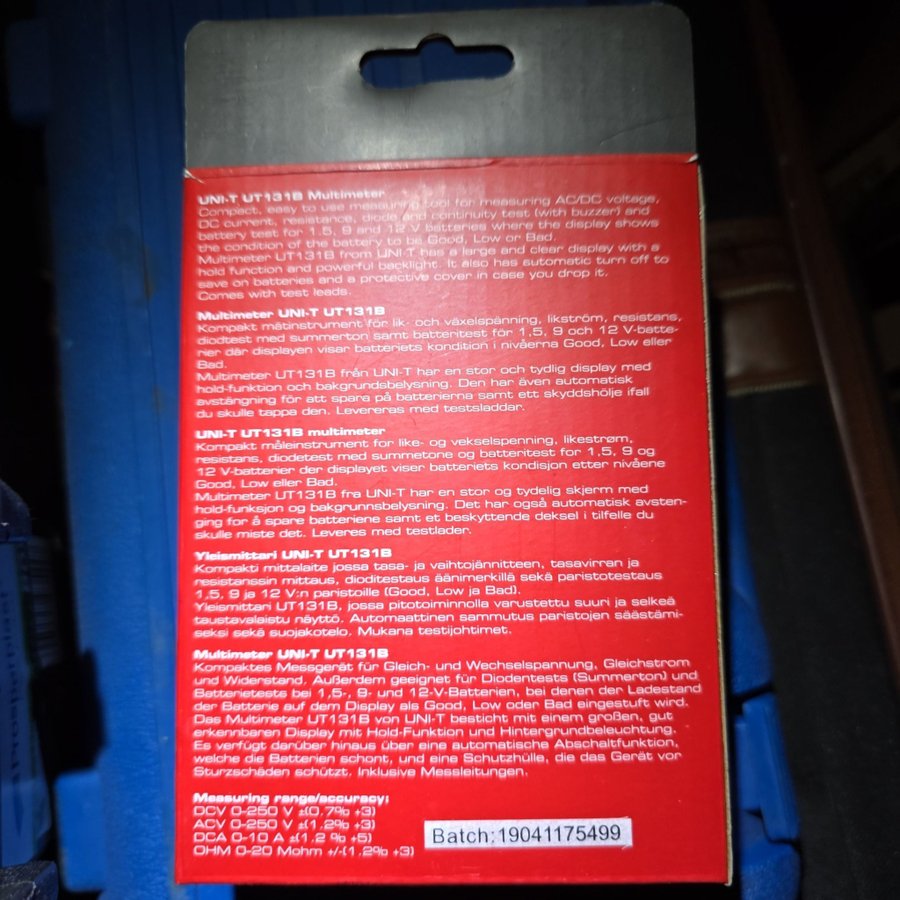 UNI-T UT131B Multimeter
Compact, easy to use measuring tool for measuring AC/DC voltage,
DC current, resistance, diode and continuity test (with buzzer) and
battery test for 1.5, 9 and 12 V batteries where the display shows
the condition of the battery to be Good, Low or Bad.
Multimeter UT131B from UNI-T has a large and clear display with a
hold function and powerful backlight. It also has automatic turn off to
save on batteries and a protective cover in case you drop it.
Comes with test leads.
Multimeter UNI-T UT131B
Kompakt mätinstrument för lik- och växelspänning, likström, resistans,
diodtest med summerton samt batteritest för 1,5, 9 och 12 V-batte-
rier där displayen visar batteriets kondition i nivåerna Good, Low eller
Bad.
Multimeter UT131B från UNI-T har en stor och tydlig display med
hold-funktion och bakgrundsbelysning. Den har även automatisk
avstängning för att spara på batterierna samt ett skyddshölje ifall
du skulle tappa den. Levereras med testsladdar.
UNI-T UT131B multimeter
Kompakt måleinstrument for like- og vekselspenning, likestrøm,
resistans, diodetest med summetone og batteritest for 1,5, 9 og
12 V-batterier der displayet viser batteriets kondisjon etter nivåene
Good, Low eller Bad.
Multimeter UT131B fra UNI-T har en stor og tydelig skjerm med
hold-funksjon og bakgrunnsbelysning. Det har også automatisk avsten-
ging for å spare batteriene samt et beskyttende deksel i tilfelle du
skulle miste det. Leveres med testlader.
Yleismittari UNI-T UT131B
Kompakti mittalaite jossa tasa- ja vaihtojännitteen, tasavirran ja
resistanssin mittaus, dioditestaus äänimerkillä sekä paristotestaus
1,5, 9 ja 12 V:n paristoille (Good, Low ja Bad).
Yleismittari UT131B, jossa pitotoiminnolla varustettu suuri ja selkeä
taustavalaistu näyttö. Automaattinen sammutus paristojen säästämi-
seksi sekä suojakotelo. Mukana testijohtimet.
Multimeter UNI-T UT131B
Kompaktes Messgerät für Gleich- und Wechselspannung, Gleichstrom
und Widerstand. Außerdem geeignet für Diodentests (Summerton) und
Batterietests bei 1,5-, 9- und 12-V-Batterien, bei denen der Ladestand
der Batterie auf dem Display als Good, Low oder Bad eingestuft wird.
Das Multimeter UT131B von UNI-T besticht mit einem großen, gut
erkennbaren Display mit Hold-Funktion und Hintergrundbeleuchtung.
Es verfügt darüber hinaus über eine automatische Abschaltfunktion,
welche die Batterien schont, und eine Schutzhülle, die das Gerät vor
Sturzschäden schützt. Inklusive Messleitungen.
Measuring range/accuracy:
DCV 0-250 V ±(0.7% +3)
ACV 0-250 V ±(1.2% +3)
DCA 0-10 A ±(1.2 % +5)
OHM 0-20 Mohm +/-(1.2% +3)
Batch:19041175499